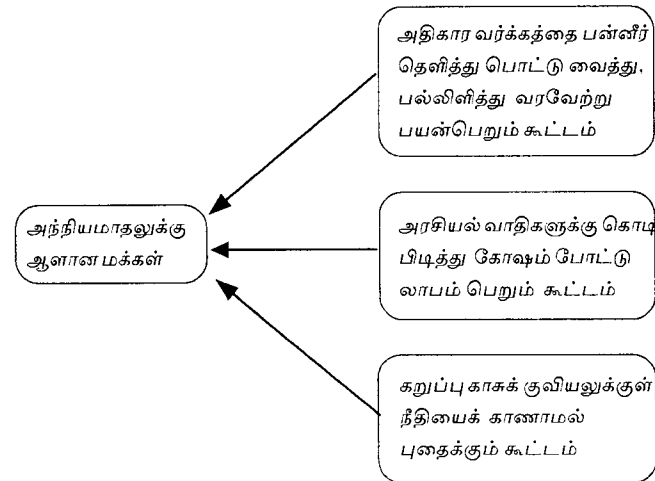 அதிகார வர்க்கத்தை பன்னீர்
தெளித்து பொட்டு வைத்து,
பல்லிளித்து வரவேற்று
பயன்பெறும் கூட்டம்
அந்நியமாதலுக்கு
ஆளான மக்கள்
அரசியல் வாதிகளுக்கு கொடி
பிடித்து கோஷம் போட்டு
லாபம் பெறும் கூட்டம்
கறுப்பு காசுக் குவியலுக்குள்
நீதியைக் காணாமல்
புதைக்கும் கூட்டம்